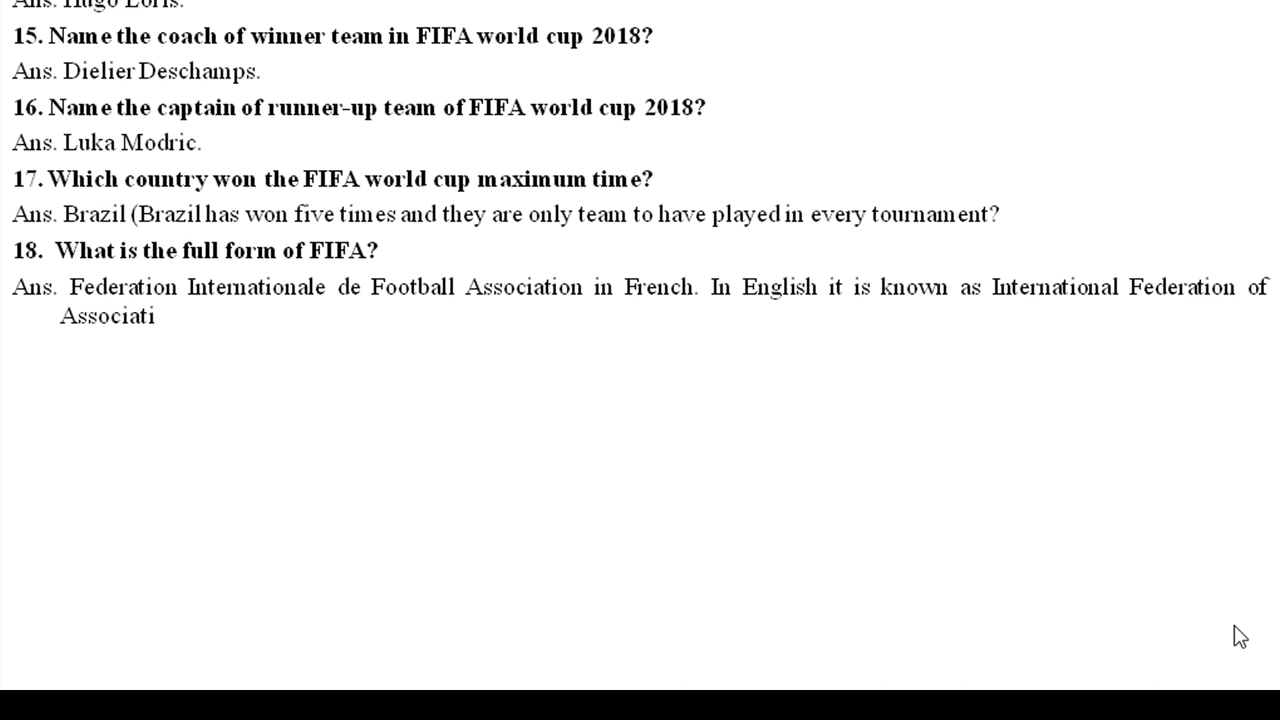 Ans. Hugo Loris.
15. Name the coach of winner team in FIFA world cup 2018?
Ans. Dielier Deschamps.
16. Name the captain of runner-up team of FIFA world cup 2018?
Ans. Luka Modric.
17. Which country won the FIFA world cup maximum time?
Ans. Brazil (Brazil has won five times and they are only team to have played in every tournament?
18. What is the full form of FIFA?
Ans. Federation Internationale de Football Association in French. In English it is known as International Federation of
Associati